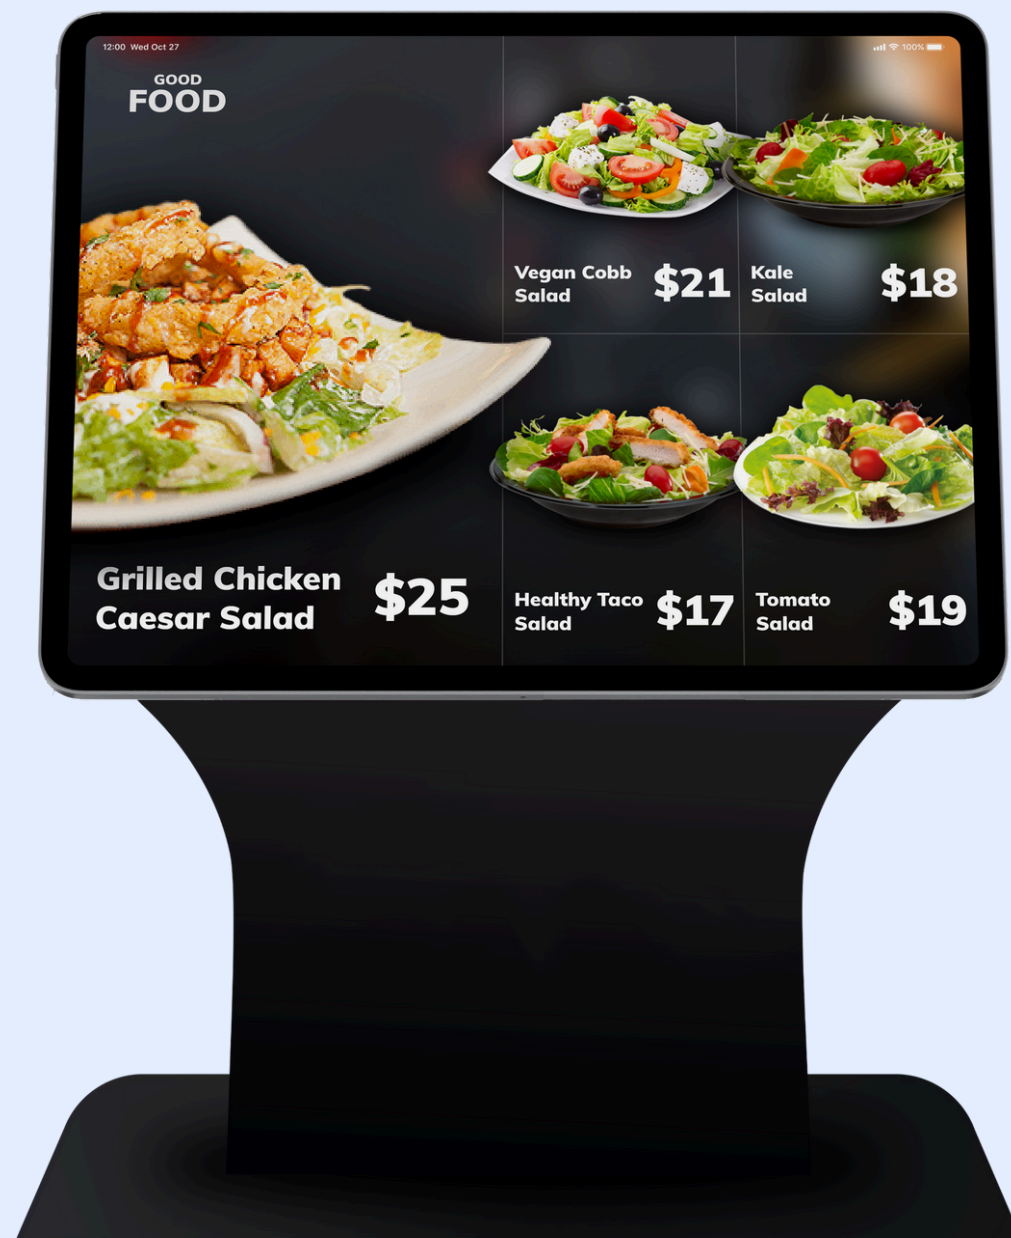 12:00 Wed Oct 27
100%
GOOD
FOOD
Vegan Cobb
Salad
$21
Kale
Salad
$18
Grilled Chicken
Caesar Salad
$25
Healthy Taco
Salad
$17
Tomato
Salad
$19